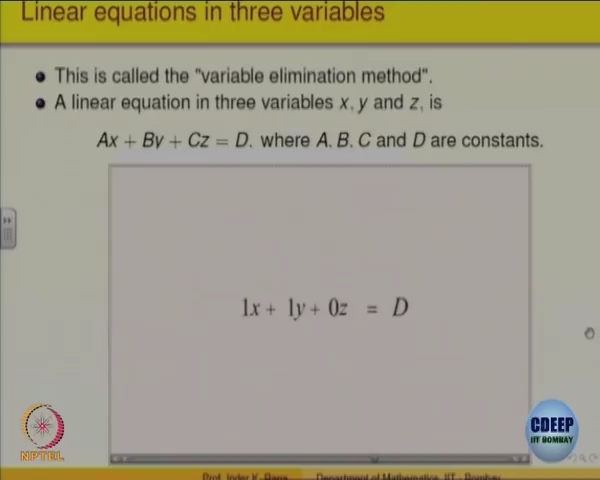 Linear equations in three variables
This is called the "variable elimination method".
A linear equation in three variables x, y and z, is
Ax + By + Cz = D, where A, B, C and D are constants.
1x + 1y + 0z = D
NPTEL
CDEEP
IIT BOMBAY